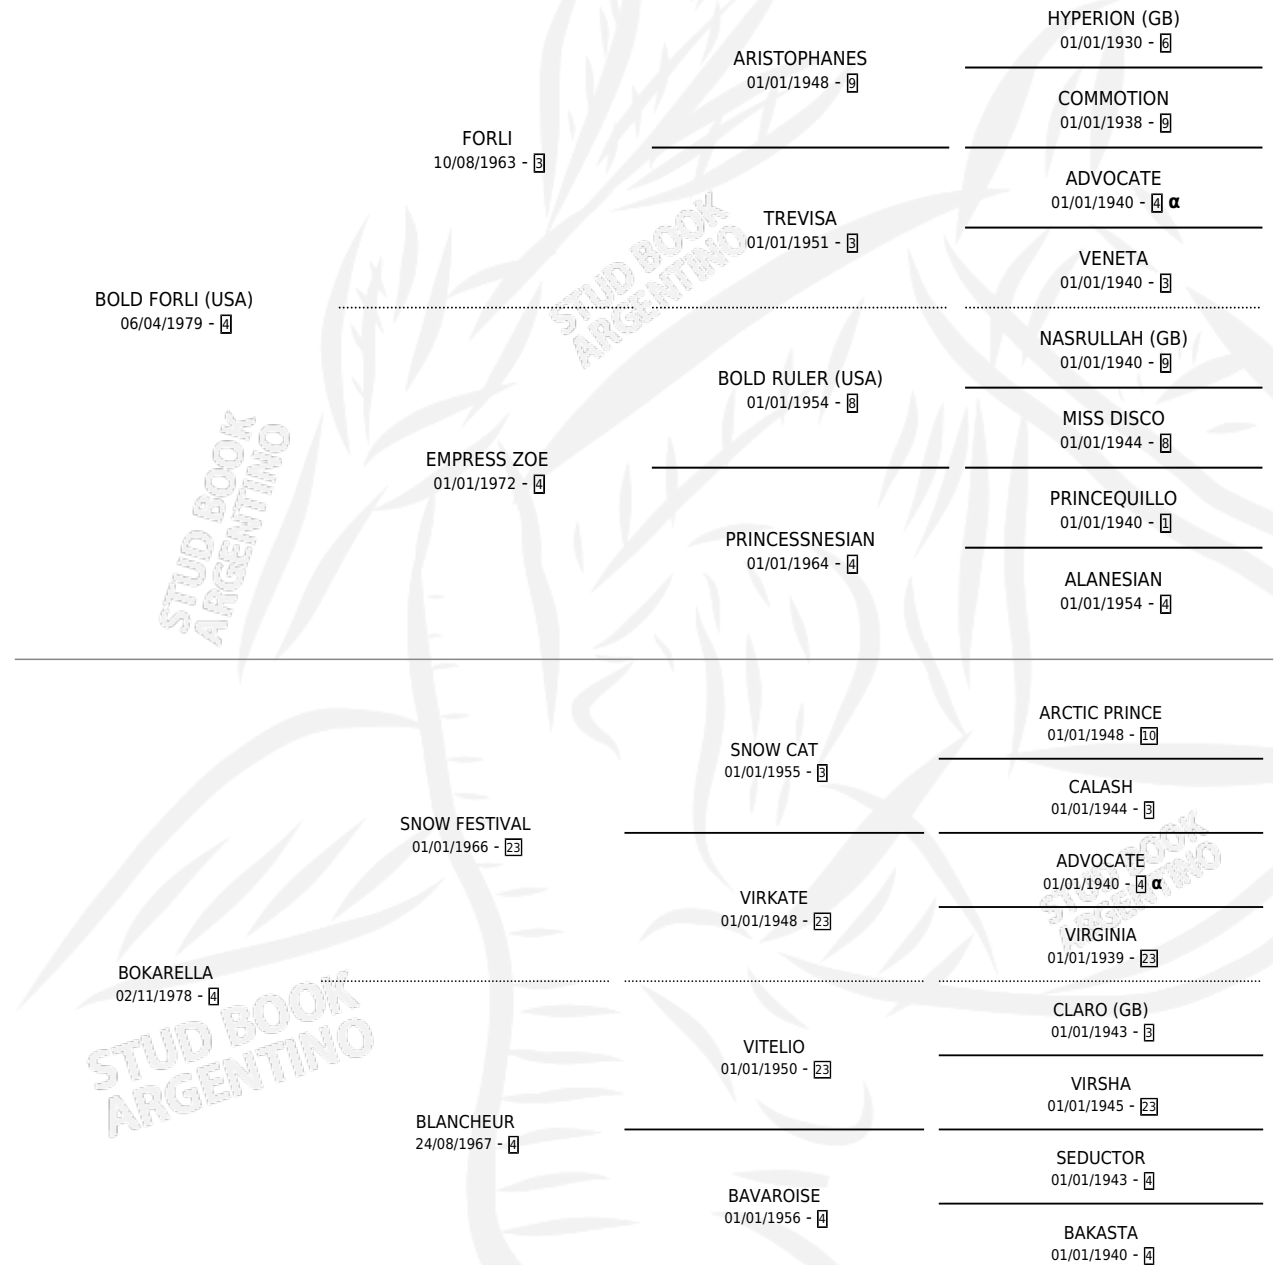 HYPERION (GB)
01/01/1930 - 6
ARISTOPHANES
01/01/1948 - 9
COMMOTION
01/01/1938 - 9
FORLI
10/08/1963 - 3
ADVOCATE
01/01/1940 - 4 α
TREVISA
01/01/1951 - 3
VENETA
01/01/1940 - 3
BOLD FORLI (USA)
06/04/1979 - 4
NASRULLAH (GB)
01/01/1940 - 9
BOLD RULER (USA)
01/01/1954 - 8
MISS DISCO
01/01/1944 - 8
EMPRESS ZOE
01/01/1972 - 4
PRINCEQUILLO
01/01/1940 - 1
PRINCESSNESIAN
01/01/1964 - 4
ALANESIAN
01/01/1954 - 4
STUD BOOK
ARGENTINO
STUD BOOK
ARGENTINO
ARCTIC PRINCE
01/01/1948 - 10
SNOW CAT
01/01/1955 - 3
CALASH
01/01/1944 - 3
SNOW FESTIVAL
01/01/1966 - 23
ADVOCATE
01/01/1940 - 4 α
VIRKATE
01/01/1948 - 23
VIRGINIA
01/01/1939 - 23
BOKARELLA
02/11/1978 - 4
CLARO (GB)
01/01/1943 - 3
VITELIO
01/01/1950 - 23
VIRSHA
01/01/1945 - 23
BLANCHEUR
24/08/1967 - 4
SEDUCTOR
01/01/1943 - 4
BAVAROISE
01/01/1956 - 4
BAKASTA
01/01/1940 - 4
STUD BOOK
ARGENTINO
STUD BOOK
ARGENTINO